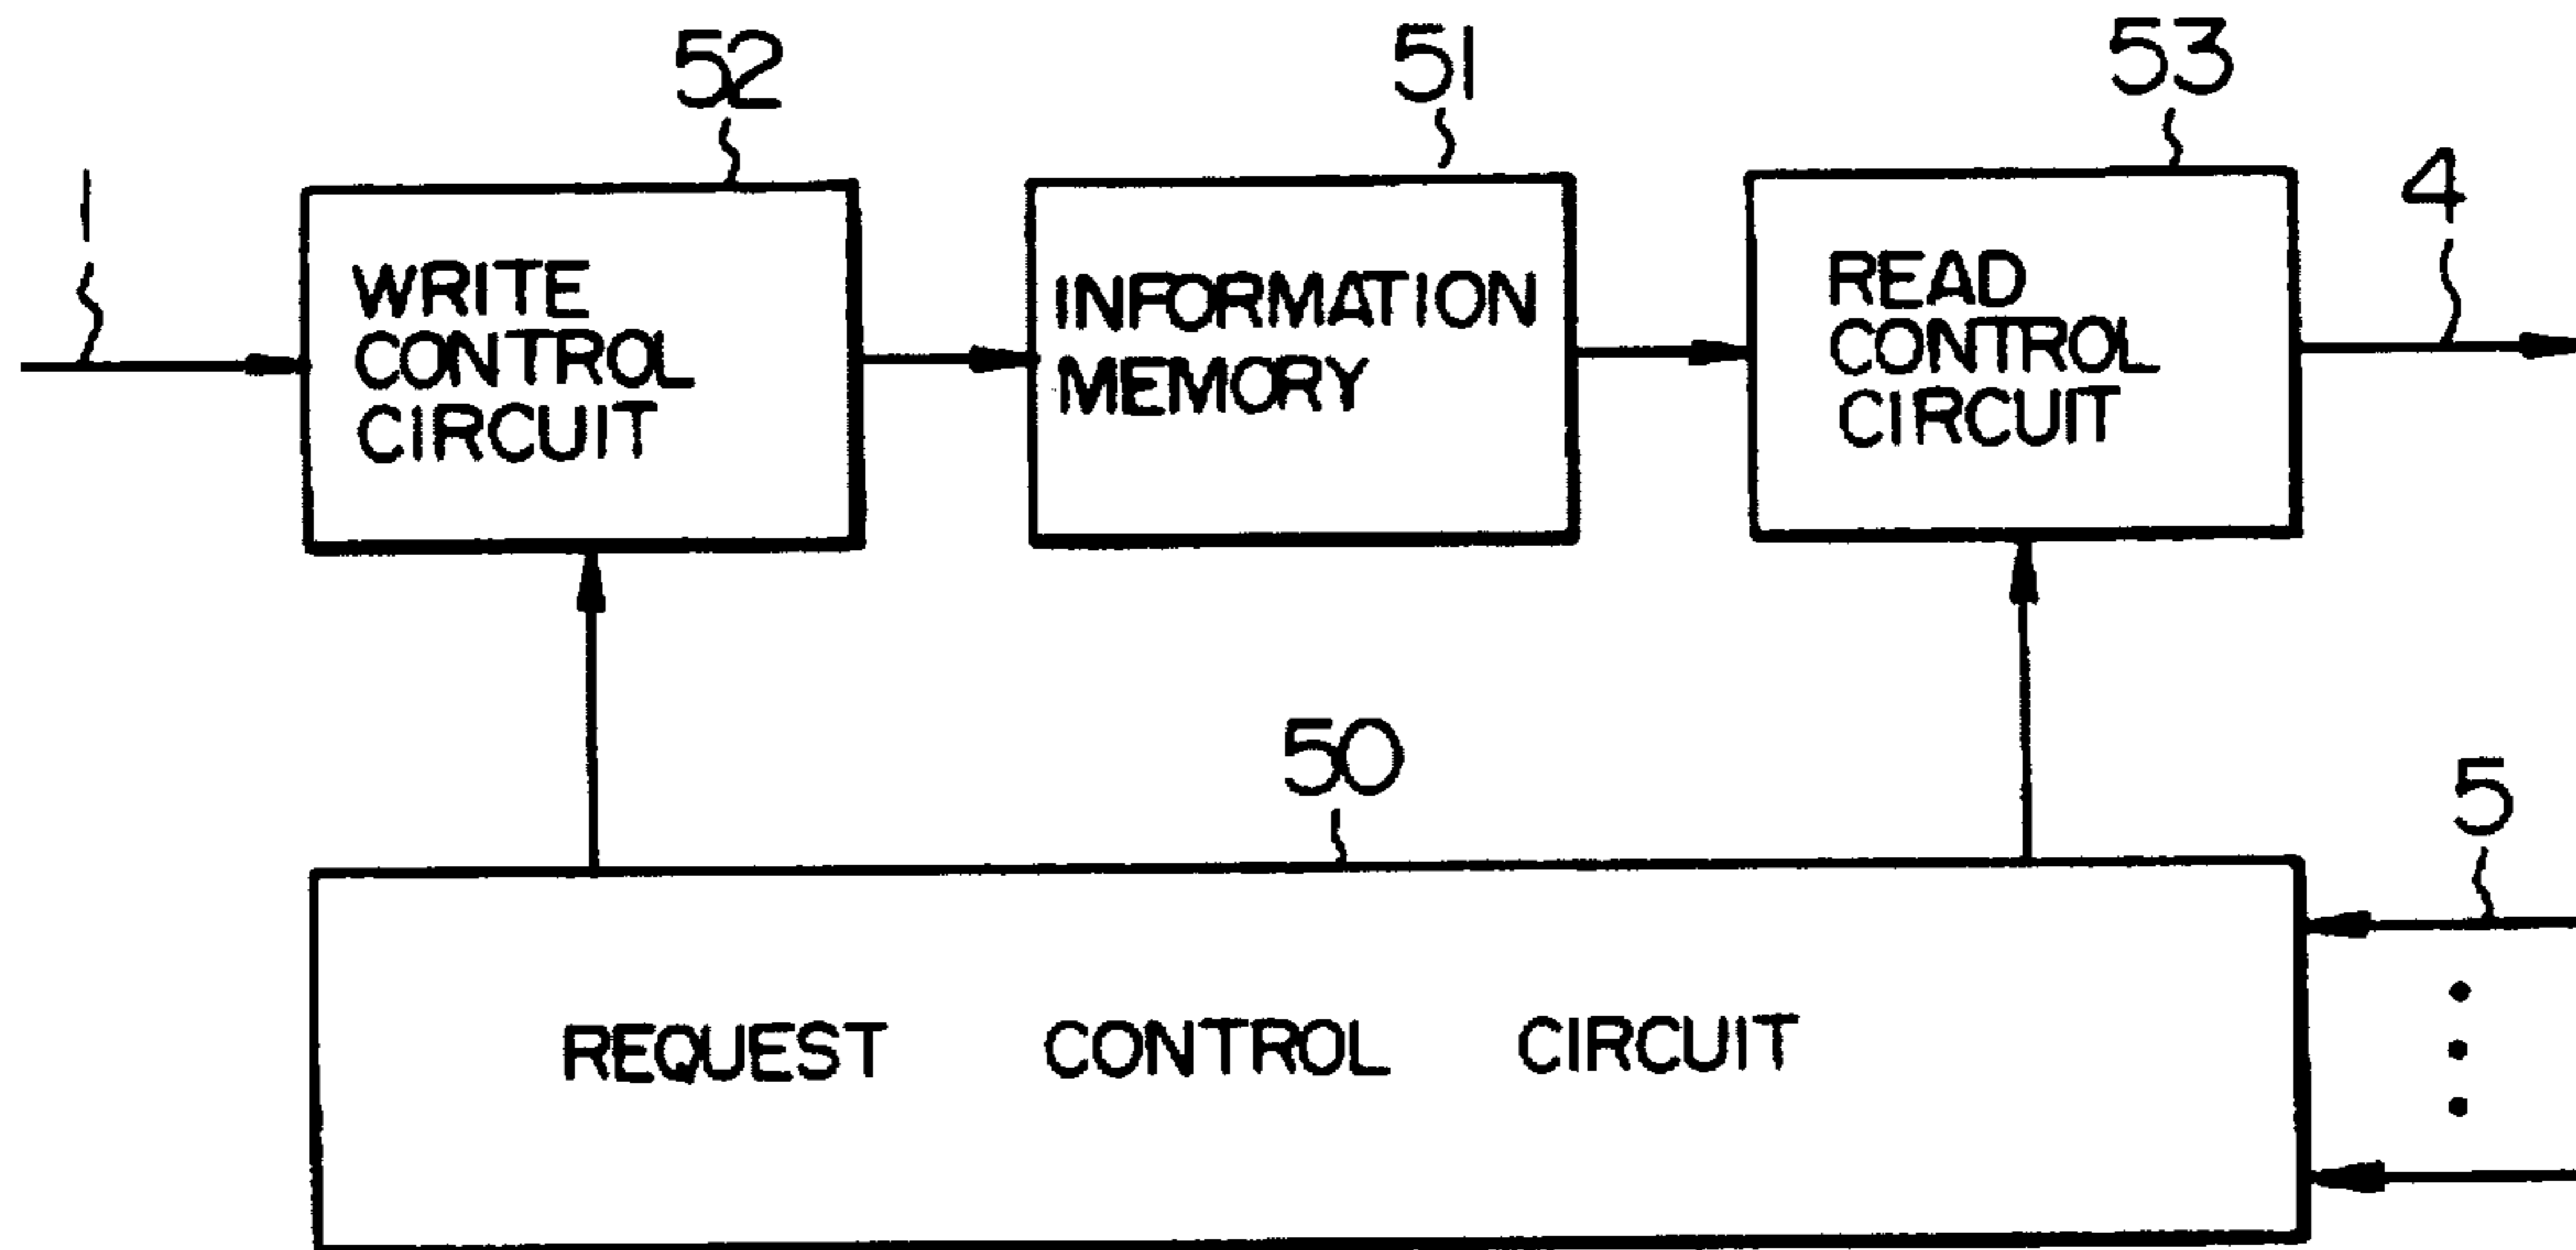 52
51
53
1
4
WRITE
CONTROL
CIRCUIT
INFORMATION
MEMORY
READ
CONTROL
CIRCUIT
50
5
REQUEST CONTROL CIRCUIT